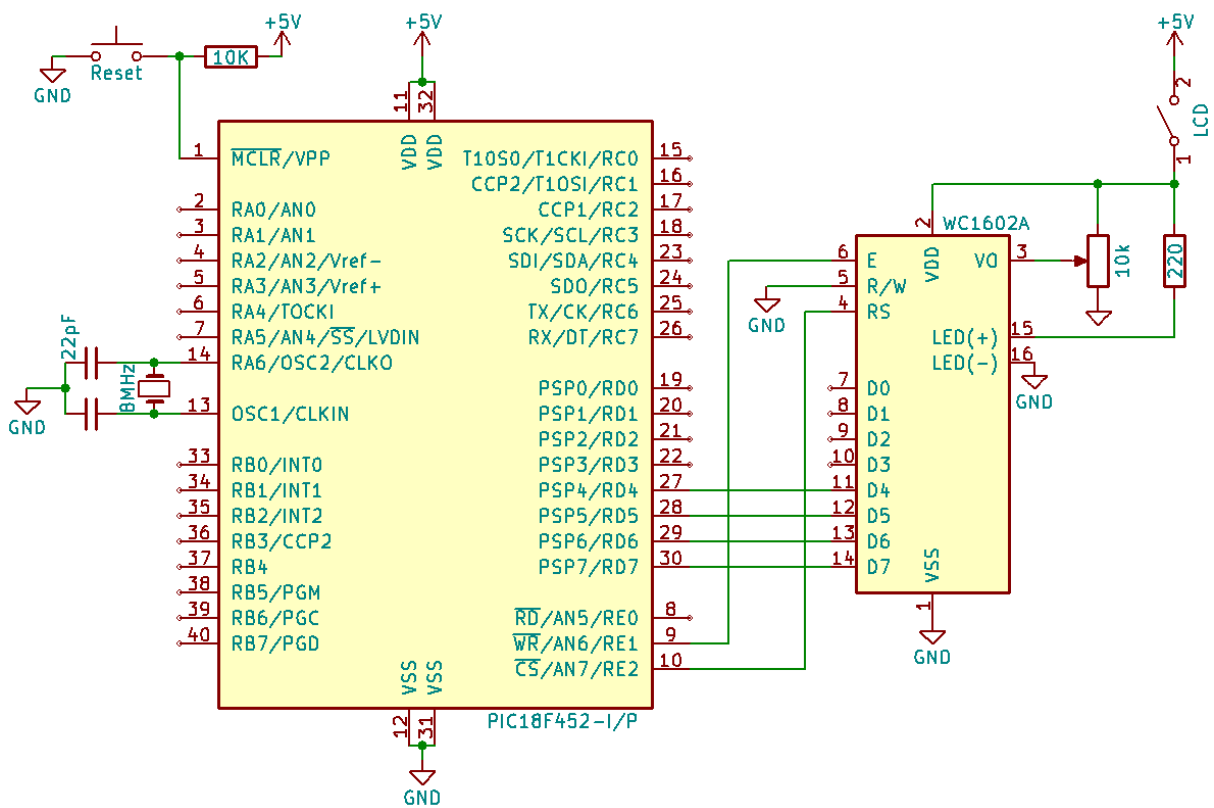 +5V
+5V
+5V
10K
Reset
GND
2
LCD
1
11
32
VDD
VDD
1
MCLR/VPP
T1OSO/T1CKI/RC0
15
CCP2/T1OSI/RC1
16
2
RA0/AN0
CCP1/RC2
17
3
RA1/AN1
SCK/SCL/RC3
18
4
RA2/AN2/Vref-
SDI/SDA/RC4
23
5
RA3/AN3/Vref+
SDO/RC5
24
6
RA4/TOCKI
TX/CK/RC6
25
7
RA5/AN4/SS/LVDIN
RX/DT/RC7
26
14
RA6/OSC2/CLKO
13
OSC1/CLKIN
PSP0/RD0
19
PSP1/RD1
20
PSP2/RD2
21
33
RB0/INT0
PSP3/RD3
22
34
RB1/INT1
PSP4/RD4
27
35
RB2/INT2
PSP5/RD5
28
36
RB3/CCP2
PSP6/RD6
29
37
RB4
PSP7/RD7
30
38
RB5/PGM
39
RB6/PGC
RD/AN5/RE0
8
40
RB7/PGD
WR/AN6/RE1
9
CS/AN7/RE2
10
VSS
VSS
12
31
PIC18F452-I/P
GND
22pF
8MHz
GND
2
WC1602A
VDD
6
E
VO
3
10k
220
5
R/W
GND
4
RS
LED(+)
15
LED(-)
16
GND
7
D0
8
D1
9
D2
10
D3
11
D4
12
D5
13
D6
14
D7
VSS
1
GND